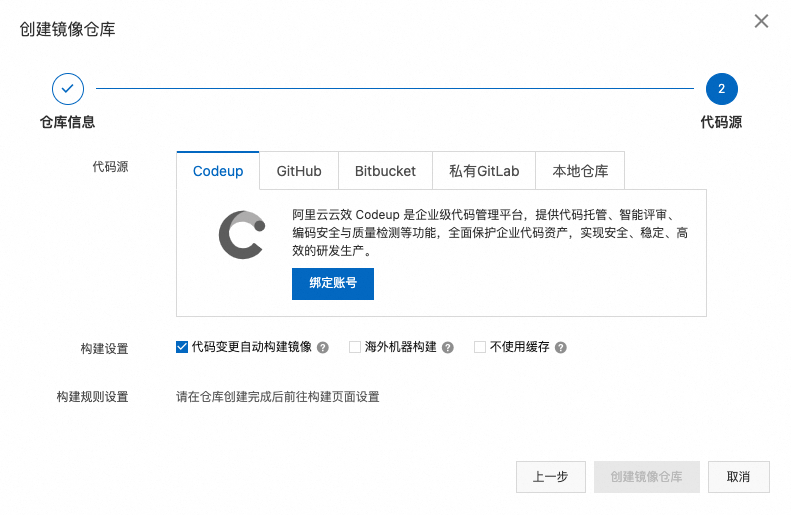 创建镜像仓库
2
仓库信息
代码源
代码源
Codeup
GitHub
Bitbucket
私有GitLab
本地仓库
阿里云云效 Codeup 是企业级代码管理平台，提供代码托管、智能评审、
编码安全与质量检测等功能，全面保护企业代码资产，实现安全、稳定、高
效的研发生产。
绑定账号
构建设置
代码变更自动构建镜像 ?
海外机器构建 ?
不使用缓存 ?
构建规则设置
请在仓库创建完成后前往构建页面设置
上一步
创建镜像仓库
取消